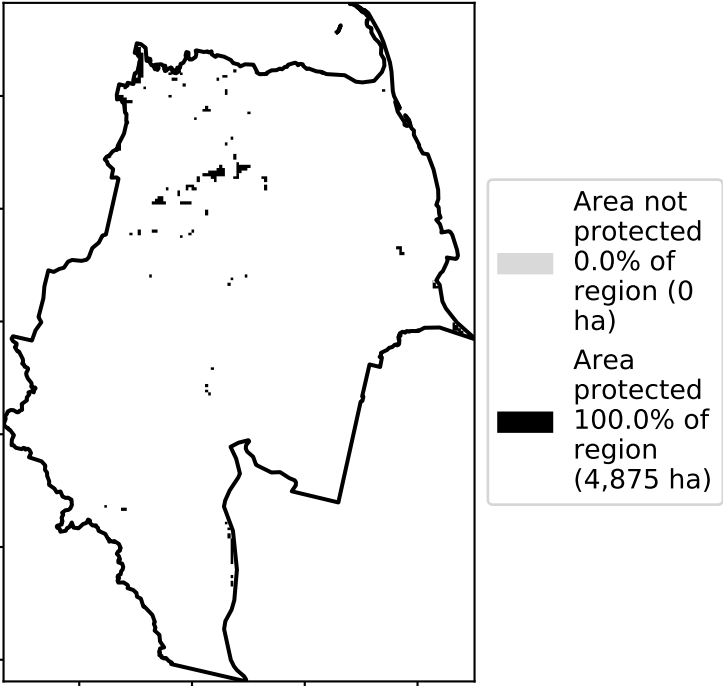 Area not
protected
0.0% of
region (0
ha)
Area
protected
100.0% of
region
(4,875 ha)